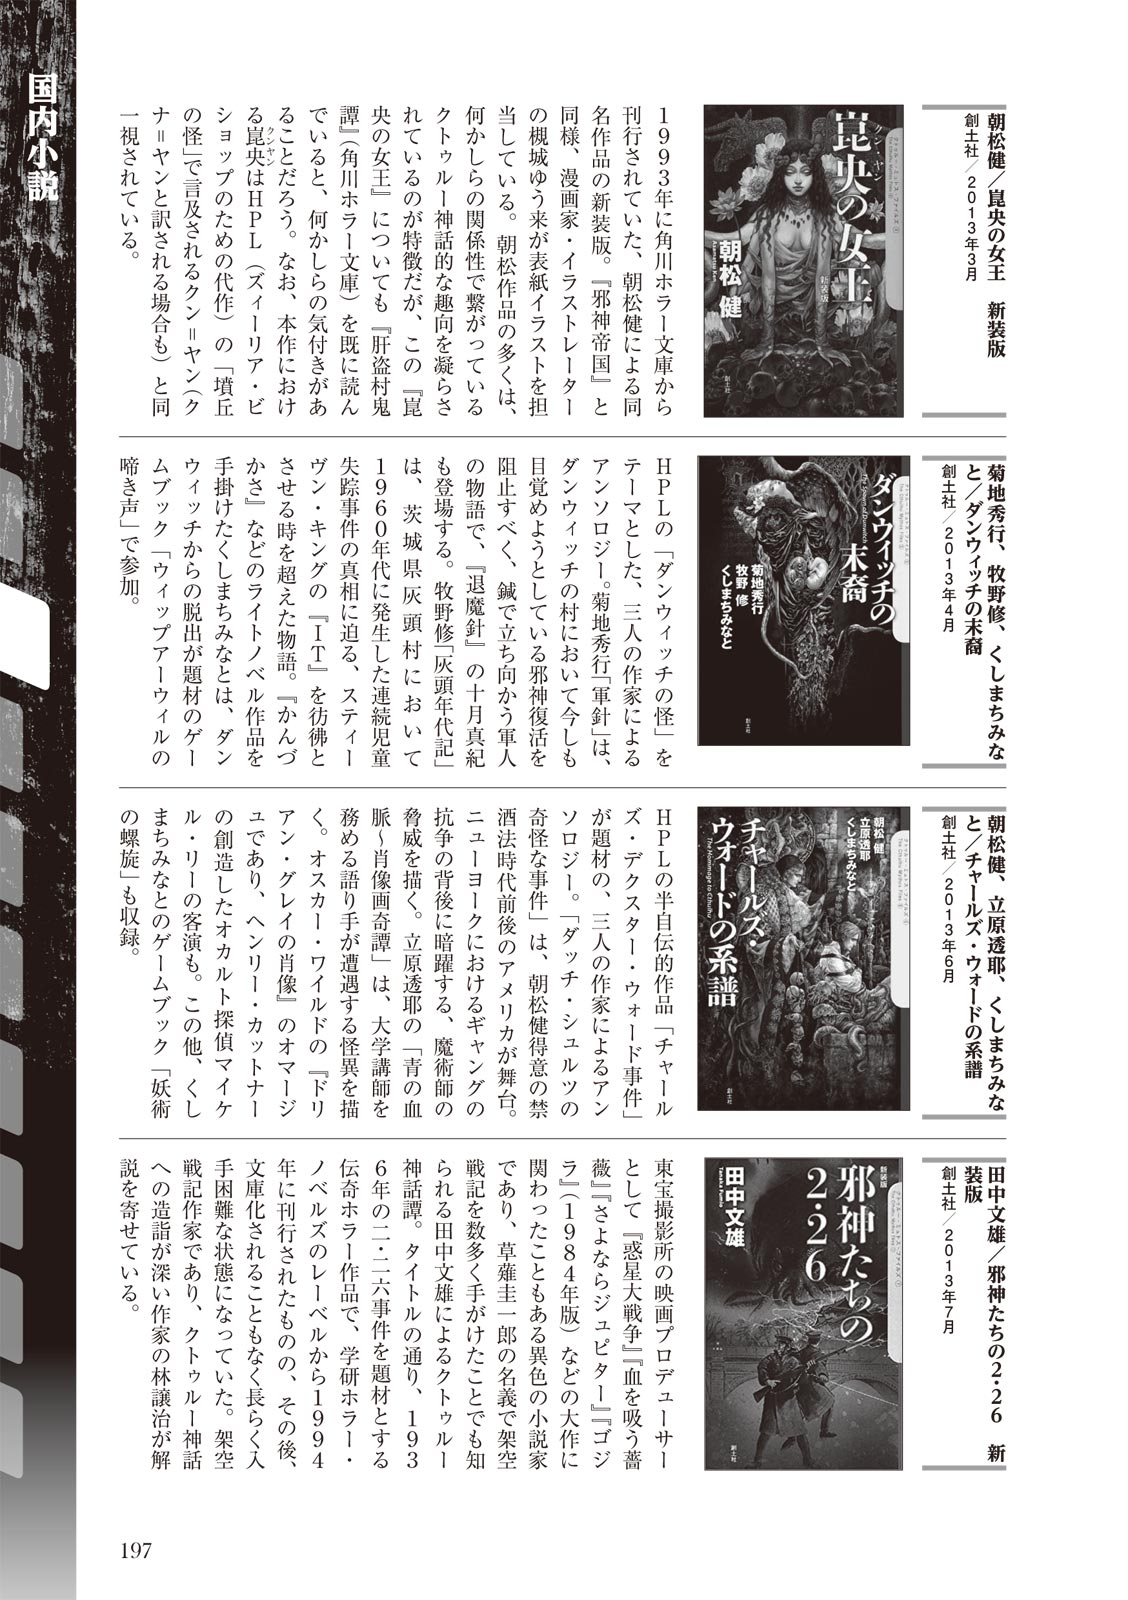 国内小説
朝松健／崑央の女王　新装版
創土社／2013年3月
クン・ヤン
崑央の女王
新装版
朝松 健
創土社
1993年に角川ホラー文庫から
刊行されていた、朝松健による同
名作品の新装版。『邪神帝国』と
同様、漫画家・イラストレーター
の槻城ゆう来が表紙イラストを担
当している。朝松作品の多くは、
何かしらの関係性で繋がっている
クトゥルー神話的な趣向を凝らさ
れているのが特徴だが、この『崑
央の女王』についても『肝盗村鬼
譚』（角川ホラー文庫）を既に読ん
でいると、何かしらの気付きがあ
ることだろう。なお、本作におけ
る崑央はHPL（ズィーリア・ビ
クンヤン
ショップのための代作）の「墳丘
の怪」で言及されるクン＝ヤン（ク
ナ＝ヤンと訳される場合も）と同
一視されている。
菊地秀行、牧野修、くしまちみな
と／ダンウィッチの末裔
創土社／2013年4月
ダンウィッチの
末裔
The Spawn of Dunwich
菊地秀行
牧野 修
くしまちみなと
創土社
HPLの「ダンウィッチの怪」を
テーマとした、三人の作家による
アンソロジー。菊地秀行「軍針」は、
ダンウィッチの村において今しも
目覚めようとしている邪神復活を
阻止すべく、鍼で立ち向かう軍人
の物語で、『退魔針』の十月真紀
も登場する。牧野修「灰頭年代記」
は、茨城県灰頭村において
1960年代に発生した連続児童
失踪事件の真相に迫る、スティー
ヴン・キングの『IT』を彷彿と
させる時を超えた物語。『かんづ
かさ』などのライトノベル作品を
手掛けたくしまちみなとは、ダン
ウィッチからの脱出が題材のゲー
ムブック「ウィップアーウィルの
啼き声」で参加。
朝松健、立原透耶、くしまちみな
と／チャールズ・ウォードの系譜
創土社／2013年6月
朝松 健
立原透耶
くしまちみなと
チャールズ・
ウォードの系譜
The Hommage to Cthulhu
創土社
HPLの半自伝的作品「チャール
ズ・デクスター・ウォード事件」
が題材の、三人の作家によるアン
ソロジー。「ダッチ・シュルツの
奇怪な事件」は、朝松健得意の禁
酒法時代前後のアメリカが舞台。
ニューヨークにおけるギャングの
抗争の背後に暗躍する、魔術師の
脅威を描く。立原透耶の「青の血
脈〜肖像画奇譚」は、大学講師を
務める語り手が遭遇する怪異を描
く。オスカー・ワイルドの『ドリ
アン・グレイの肖像』のオマージ
ュであり、ヘンリー・カットナー
の創造したオカルト探偵マイケ
ル・リーの客演も。この他、くし
まちみなとのゲームブック「妖術
の螺旋」も収録。
田中文雄／邪神たちの2・26　新
装版
創土社／2013年7月
新装版
邪神たちの
2・26
田中文雄
Tanaka Fumio
創土社
東宝撮影所の映画プロデューサー
として『惑星大戦争』『血を吸う薔
薇』『さよならジュピター』『ゴジ
ラ』（1984年版）などの大作に
関わったこともある異色の小説家
であり、草薙圭一郎の名義で架空
戦記を数多く手がけたことでも知
られる田中文雄によるクトゥルー
神話譚。タイトルの通り、193
6年の二・二六事件を題材とする
伝奇ホラー作品で、学研ホラー・
ノベルズのレーベルから1994
年に刊行されたものの、その後、
文庫化されることもなく長らく入
手困難な状態になっていた。架空
戦記作家であり、クトゥルー神話
への造詣が深い作家の林譲治が解
説を寄せている。
197